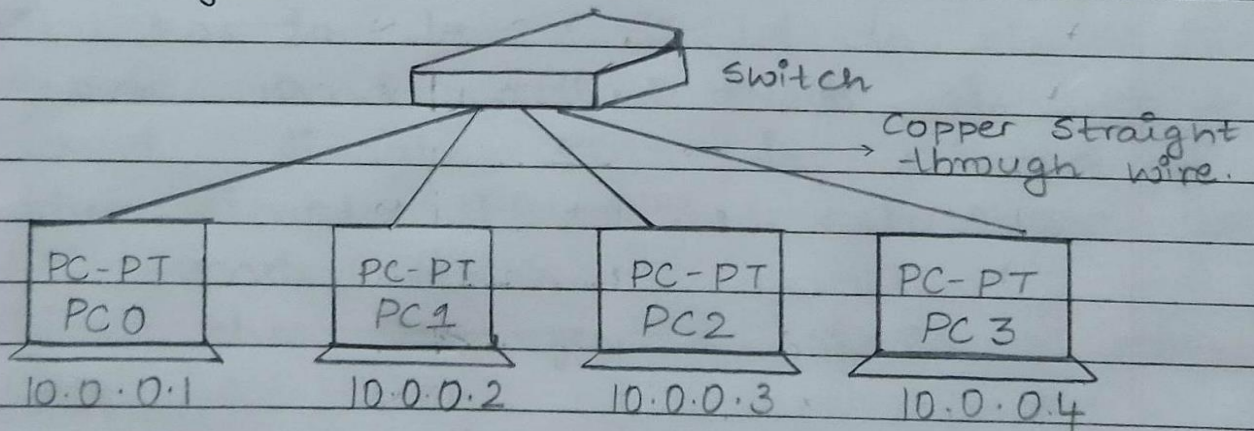 Switch
Copper Straight
through wire.
PC-PT PC-PT PC-PT PC-PT
PC0 PC1 PC2 PC3
10.0.0.1 10.0.0.2 10.0.0.3 10.0.0.4